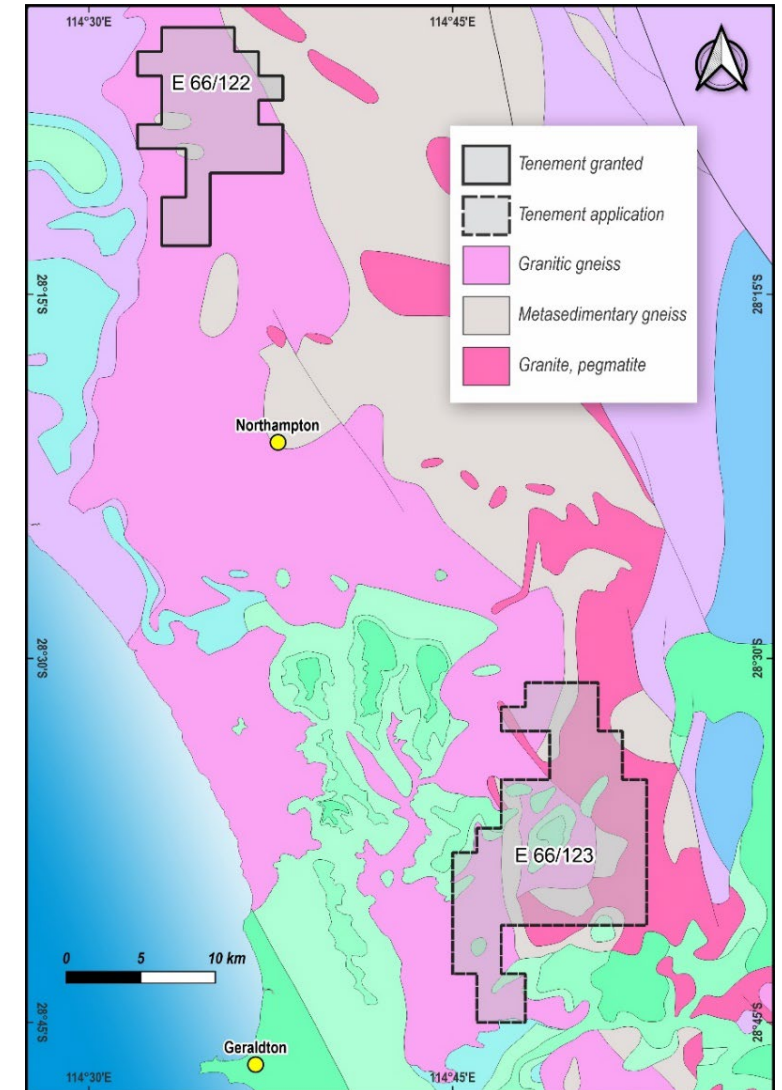 114°30'E
114°45'E
E 66/122
Tenement granted
Tenement application
Granitic gneiss
Metasedimentary gneiss
Granite, pegmatite
28°15'S
28°15'S
Northampton
28°30'S
28°30'S
E 66/123
0 5 10 km
28°45'S
28°45'S
Geraldton
114°30'E
114°45'E